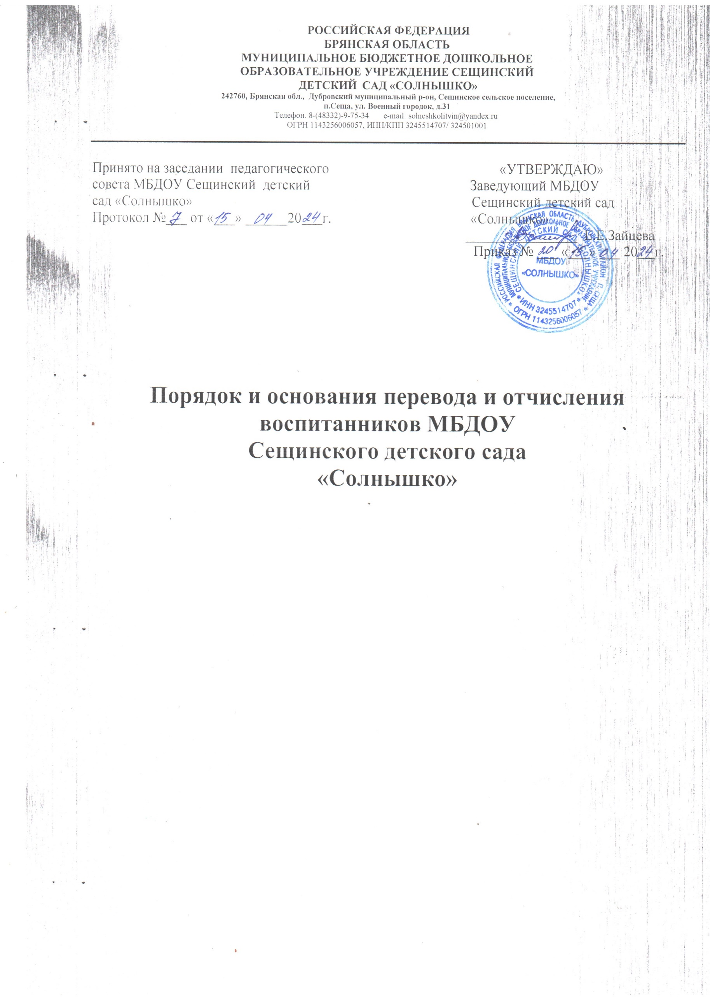 РОССИЙСКАЯ ФЕДЕРАЦИЯ
БРЯНСКАЯ ОБЛАСТЬ
МУНИЦИПАЛЬНОЕ БЮДЖЕТНОЕ ДОШКОЛЬНОЕ
ОБРАЗОВАТЕЛЬНОЕ УЧРЕЖДЕНИЕ СЕЩИНСКИЙ
ДЕТСКИЙ САД «СОЛНЫШКО»
242760, Брянская обл., Дубровский муниципальный р-он, Сещинское сельское поселение,
п.Сеща, ул. Военный городок, д.31
Телефон. 8-(48332)-9-75-34 e-mail: solneshkolitvin@yandex.ru
ОГРН 1143256006057, ИНН/КПП 3245514707/ 324501001
Принято на заседании педагогического
совета МБДОУ Сещинский детский
сад «Солнышко»
Протокол № 7 от «15» 04 2024г.
«УТВЕРЖДАЮ»
Заведующий МБДОУ
Сещинский детский сад
«Солнышко»
Зайцева
Приказ № 20 «15» 04 2024г.
РОССИЙСКАЯ ФЕДЕРАЦИЯ БРЯНСКАЯ ОБЛАСТЬ ДУБРОВСКИЙ РАЙОН П. СЕЩА
МУНИЦИПАЛЬНОЕ БЮДЖЕТНОЕ ДОШКОЛЬНОЕ ОБРАЗОВАТЕЛЬНОЕ УЧРЕЖДЕНИЕ
СЕЩИНСКИЙ ДЕТСКИЙ САД «СОЛНЫШКО»
МБДОУ
«СОЛНЫШКО»
* ИНН 3245514707 *
* ОГРН 1143256006057 *
Порядок и основания перевода и отчисления
воспитанников МБДОУ
Сещинского детского сада
«Солнышко»